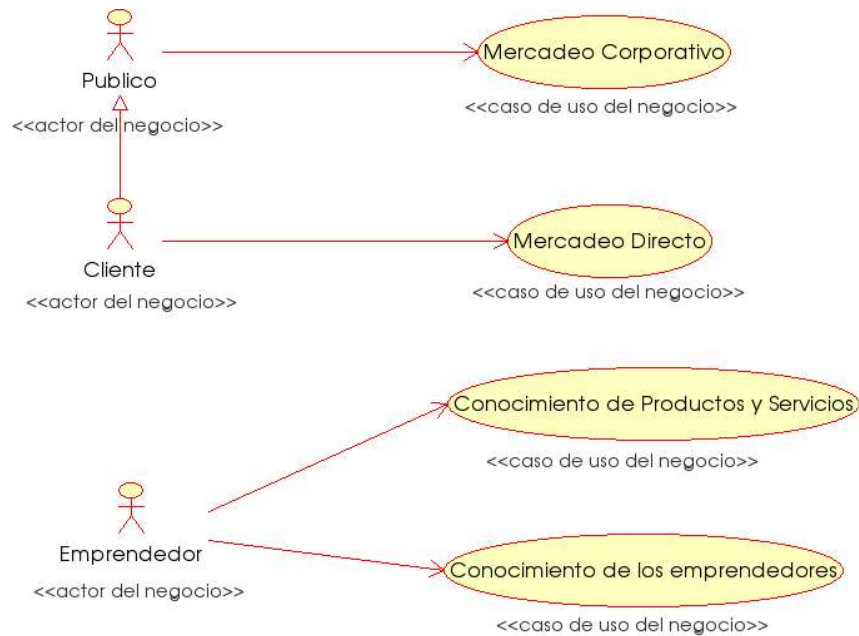 Mercadeo Corporativo
Publico
<<caso de uso del negocio>>
<<actor del negocio>>
Mercadeo Directo
Cliente
<<caso de uso del negocio>>
<<actor del negocio>>
Conocimiento de Productos y Servicios
<<caso de uso del negocio>>
Emprendedor
Conocimiento de los emprendedores
<<actor del negocio>>
<<caso de uso del negocio>>